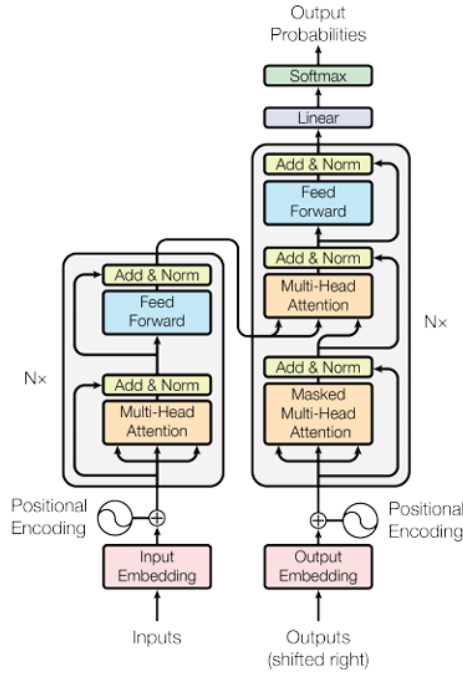 Output
Probabilities
Softmax
Linear
Add & Norm
Feed
Forward
Add & Norm
Multi-Head
Attention
Nx
Add & Norm
Masked
Multi-Head
Attention
Positional
Encoding
Output
Embedding
Outputs
(shifted right)
Add & Norm
Feed
Forward
Nx
Add & Norm
Multi-Head
Attention
Positional
Encoding
Input
Embedding
Inputs